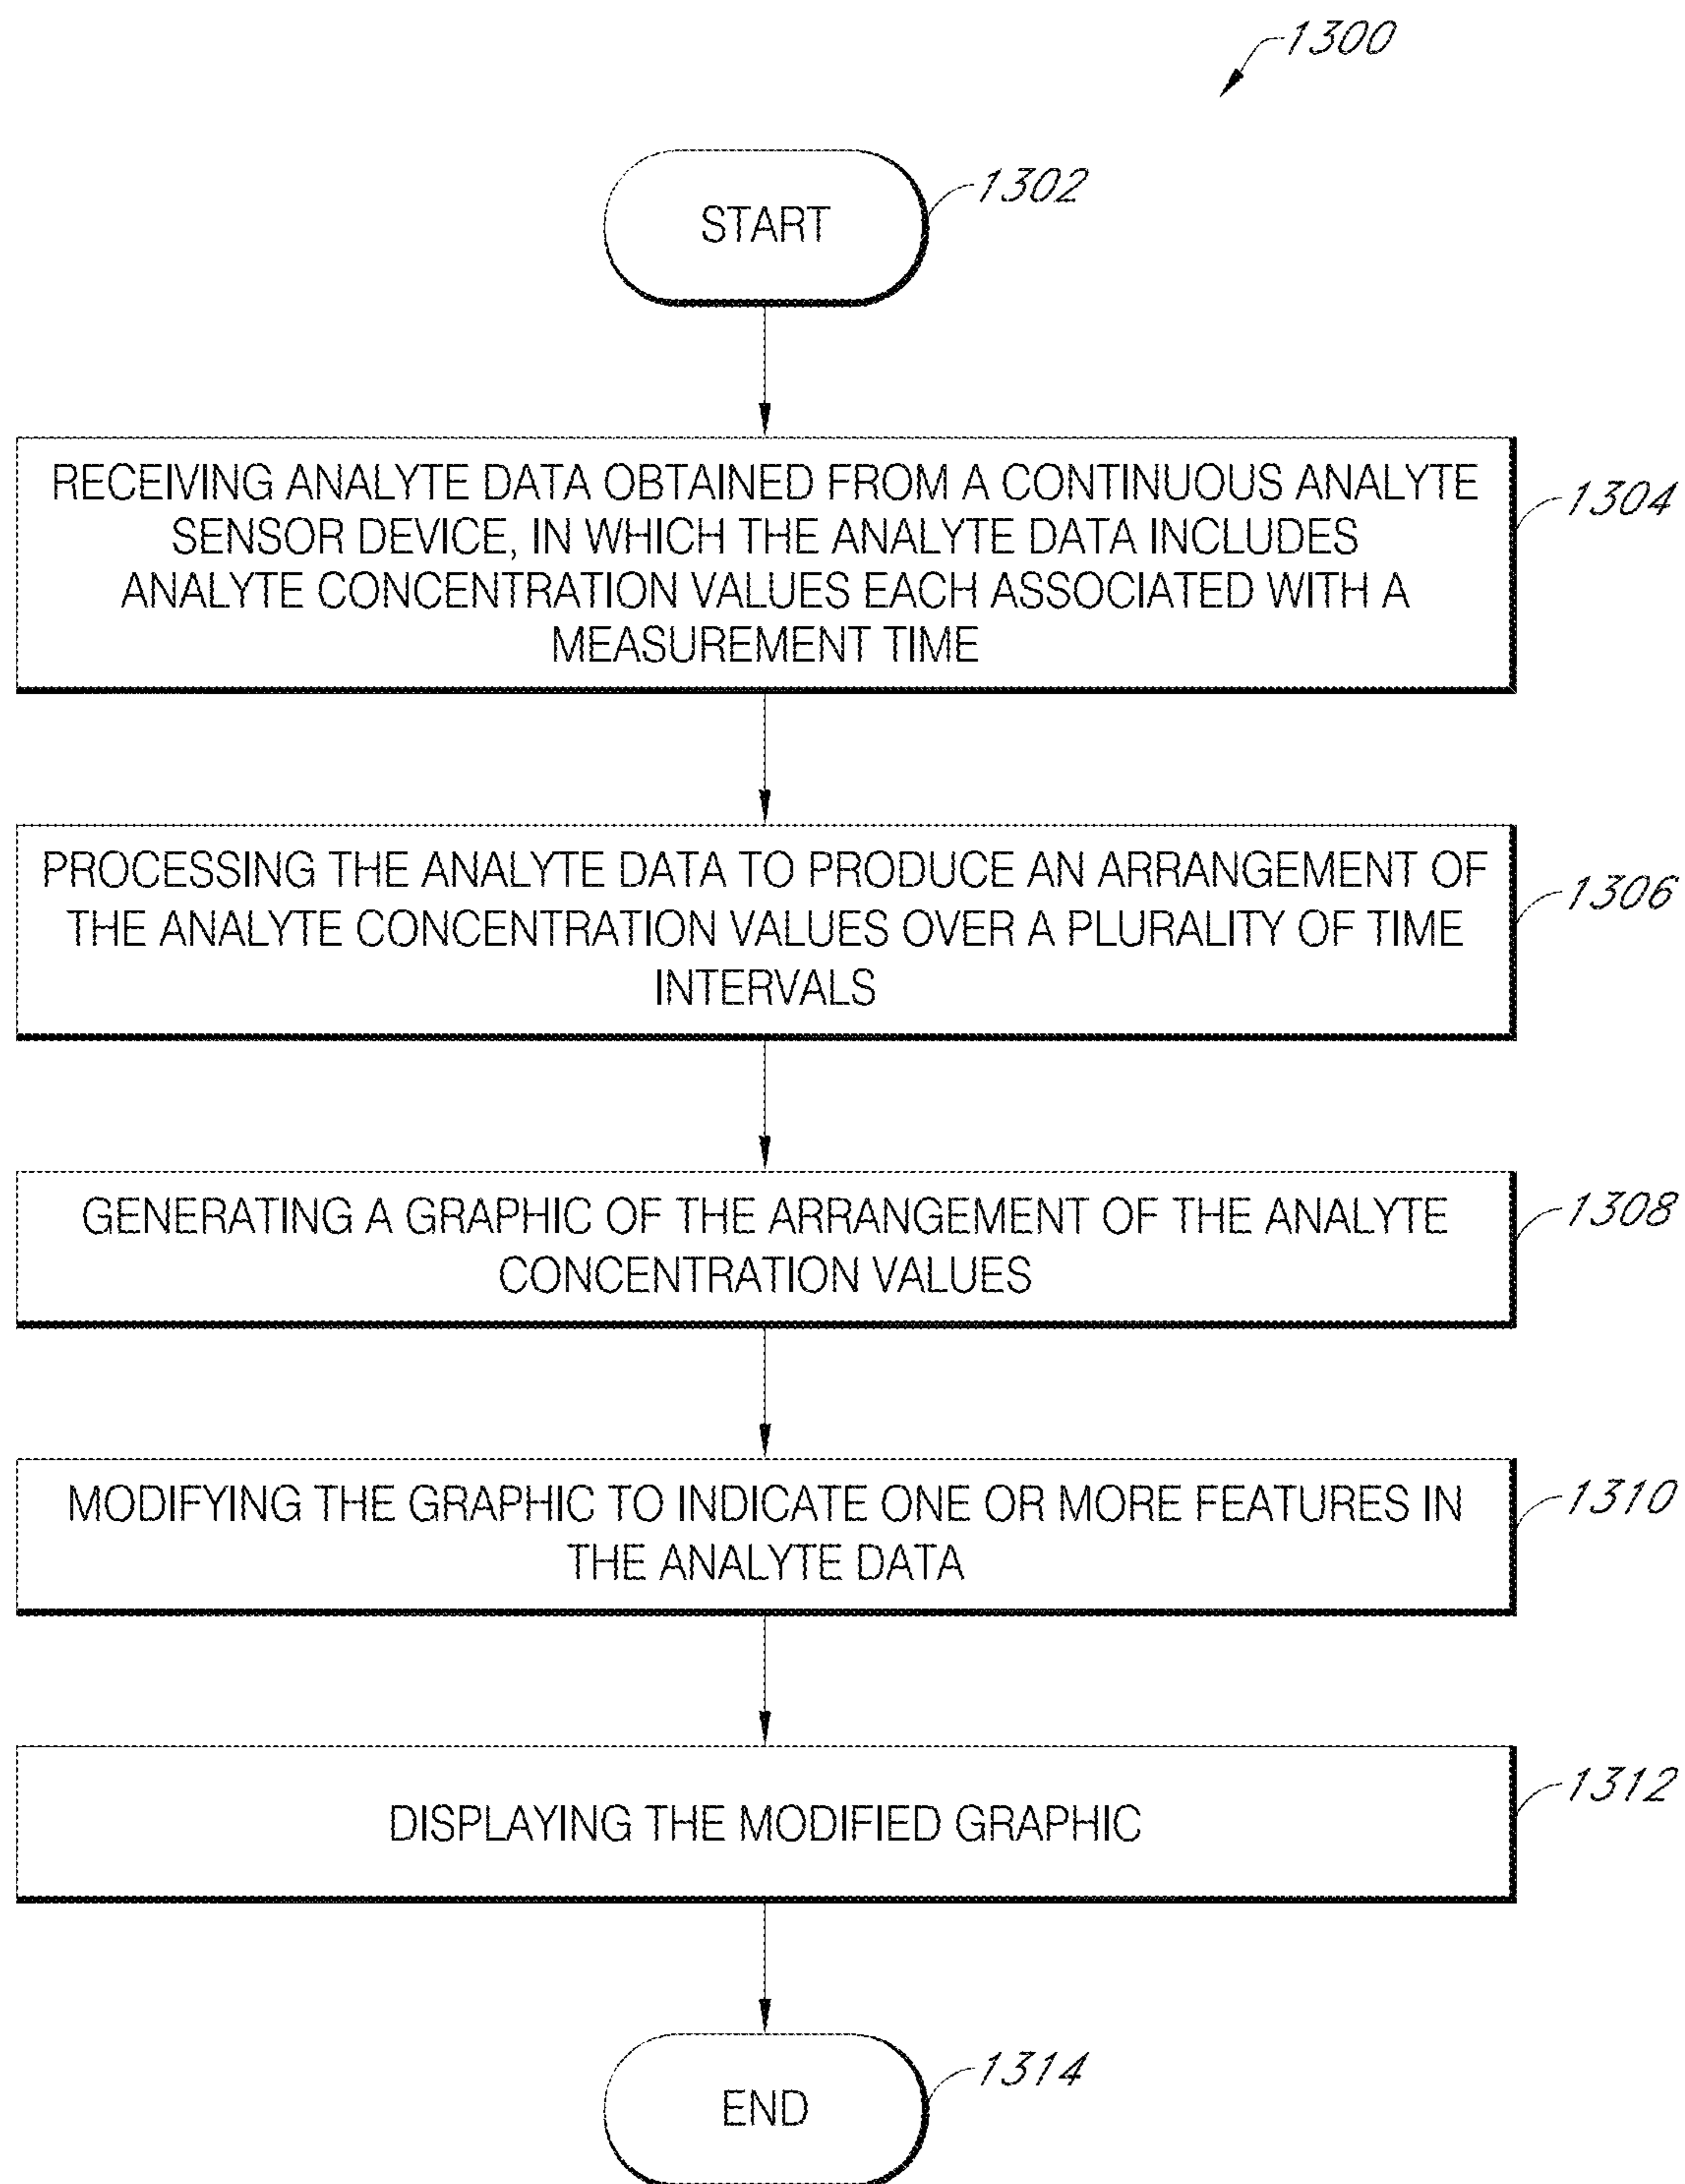 1300
START
1302
RECEIVING ANALYTE DATA OBTAINED FROM A CONTINUOUS ANALYTE
SENSOR DEVICE, IN WHICH THE ANALYTE DATA INCLUDES
ANALYTE CONCENTRATION VALUES EACH ASSOCIATED WITH A
MEASUREMENT TIME
1304
PROCESSING THE ANALYTE DATA TO PRODUCE AN ARRANGEMENT OF
THE ANALYTE CONCENTRATION VALUES OVER A PLURALITY OF TIME
INTERVALS
1306
GENERATING A GRAPHIC OF THE ARRANGEMENT OF THE ANALYTE
CONCENTRATION VALUES
1308
MODIFYING THE GRAPHIC TO INDICATE ONE OR MORE FEATURES IN
THE ANALYTE DATA
1310
DISPLAYING THE MODIFIED GRAPHIC
1312
END
1314